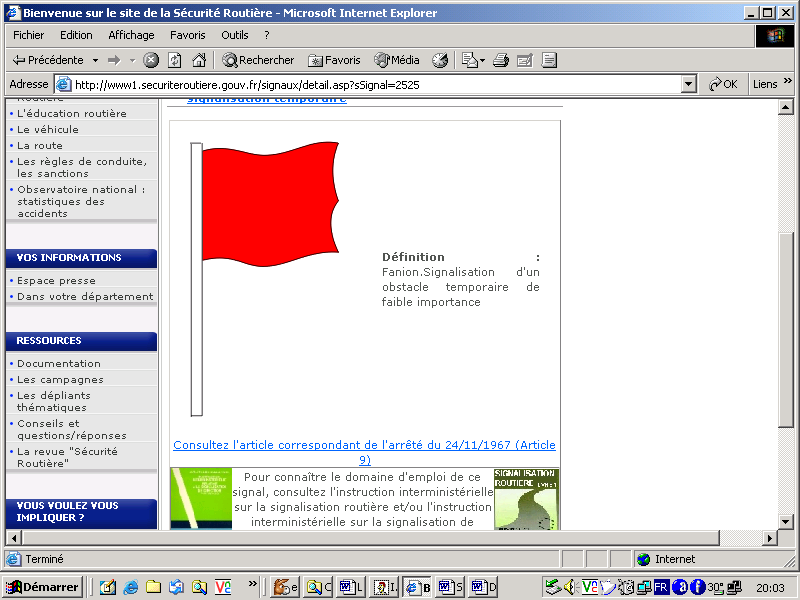 Bienvenue sur le site de la Sécurité Routière - Microsoft Internet Explorer
Fichier Edition Affichage Favoris Outils ?
Précédente Rechercher Favoris Média
Adresse http://www1.securiteroutiere.gouv.fr/signaux/detail.asp?sSignal=2525 OK Liens »
Routière
signalisation temporaire
• L'éducation routière
• Le véhicule
• La route
• Les règles de conduite,
les sanctions
• Observatoire national :
statistiques des
accidents
VOS INFORMATIONS
• Espace presse
• Dans votre département
RESSOURCES
• Documentation
• Les campagnes
• Les dépliants
thématiques
• Conseils et
questions/réponses
• La revue "Sécurité
Routière"
VOUS VOULEZ VOUS
IMPLIQUER ?
Définition :
Fanion.Signalisation d'un
obstacle temporaire de
faible importance
Consultez l'article correspondant de l'arrêté du 24/11/1967 (Article
9)
Pour connaître le domaine d'emploi de ce
signal, consultez l'instruction interministérielle
sur la signalisation routière et/ou l'instruction
interministérielle sur la signalisation de
SIGNALISATION
ROUTIERE
Terminé Internet
Démarrer » e C L I. B S D FR 30° 20:03